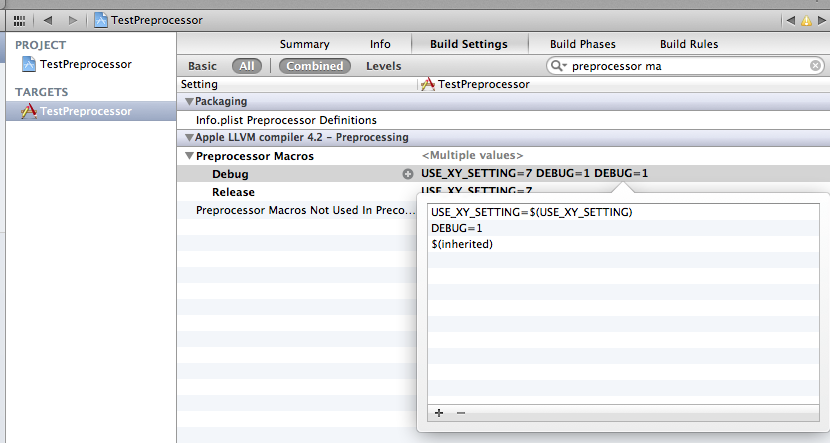 TestPreprocessor
PROJECT
TestPreprocessor
TARGETS
TestPreprocessor
Summary Info Build Settings Build Phases Build Rules
Basic All Combined Levels preprocessor ma
Setting TestPreprocessor
Packaging
Info.plist Preprocessor Definitions
Apple LLVM compiler 4.2 - Preprocessing
Preprocessor Macros <Multiple values>
Debug USE_XY_SETTING=7 DEBUG=1 DEBUG=1
Release USE_XY_SETTING=7
Preprocessor Macros Not Used In Preco...
USE_XY_SETTING=$(USE_XY_SETTING)
DEBUG=1
$(inherited)